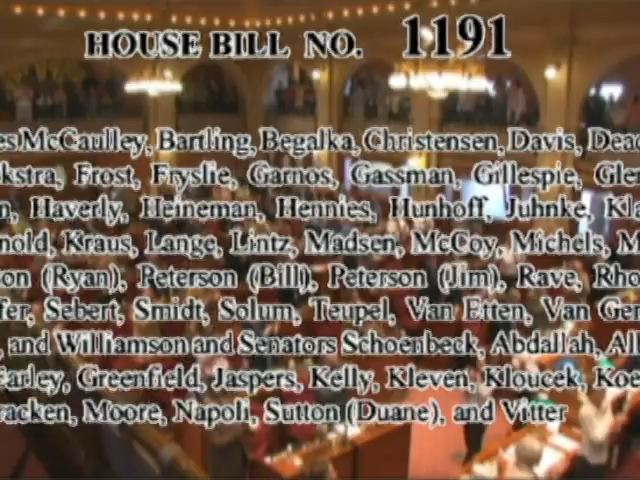 HOUSE BILL NO. 1191
McCaulley, Bartling, Begalka, Christensen, Davis,
Frost, Fryslie, Garnos, Gassman, Gillespie,
Haverly, Heineman, Hennies, Hunhoff, Juhnke,
Kraus, Lange, Lintz, Madsen, McCoy, Michels,
(Ryan), Peterson (Bill), Peterson (Jim), Rave,
Sebert, Smidt, Solum, Teupel, Van Etten, Van
, and Williamson and Senators Schoenbeck, Abdallah,
Earley, Greenfield, Jaspers, Kelly, Kleven, Kloucek,
Moore, Napoli, Sutton (Duane), and Vitter